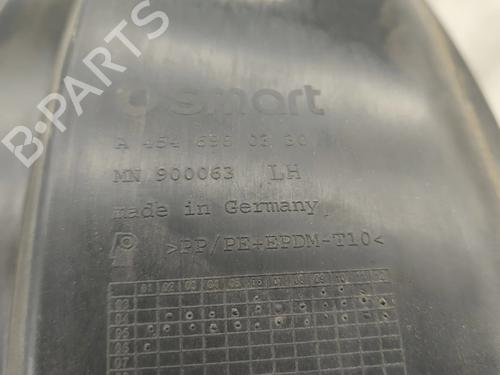 B-PARTS
smart
A 454 698 03 30
MN 900063 LH
made in Germany
>PP/PE+EPDM-T10<